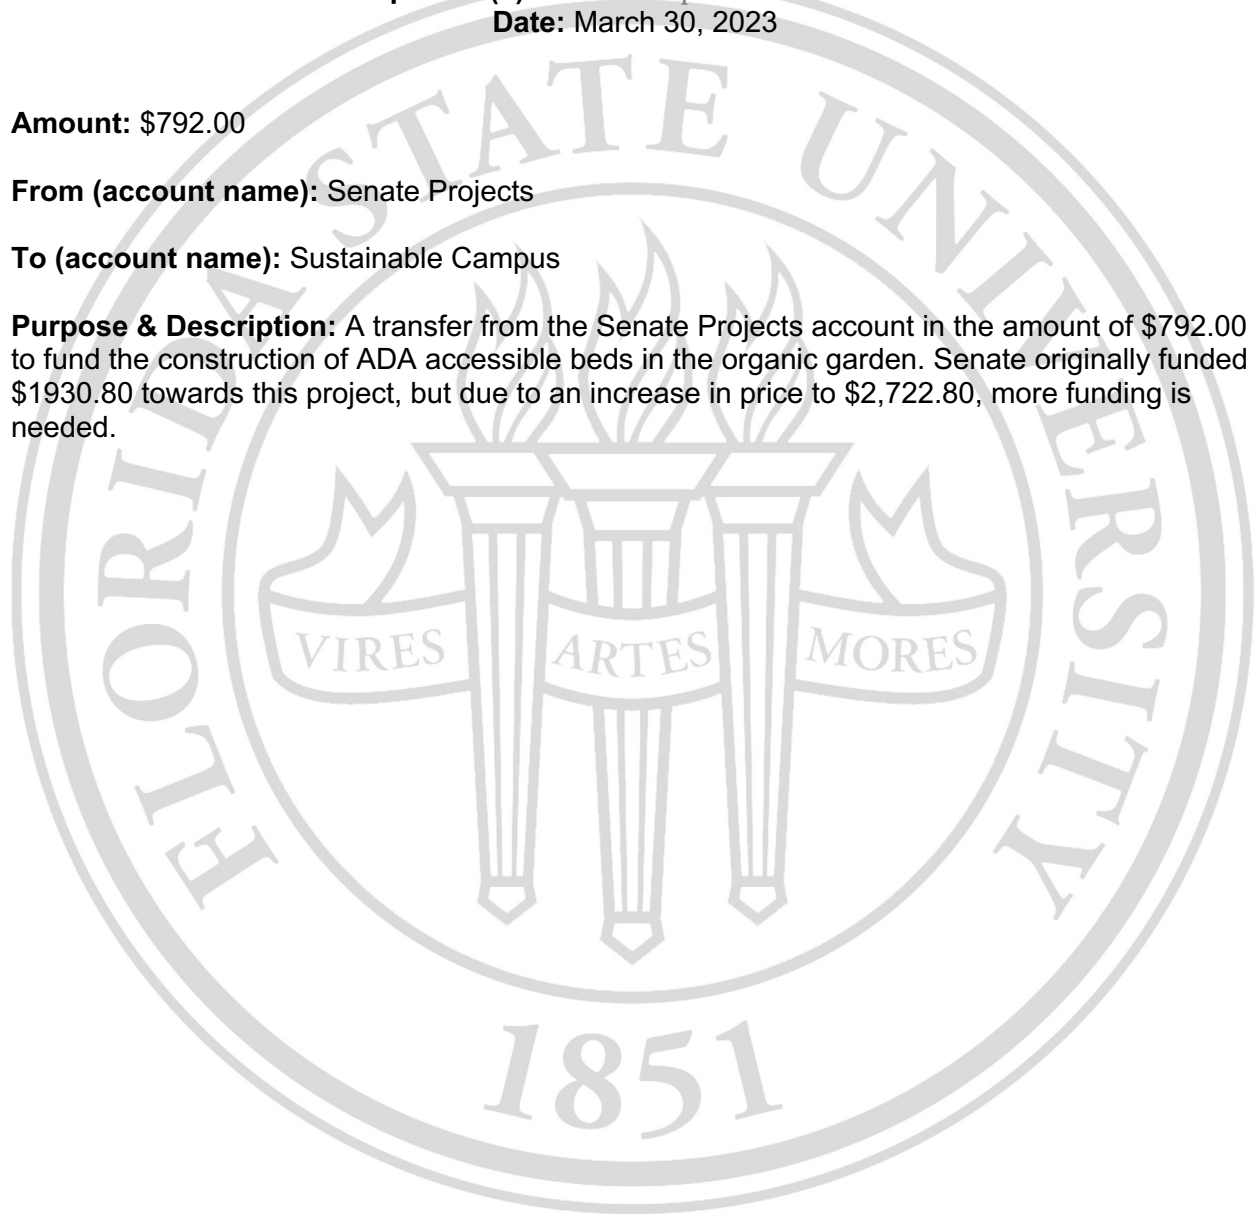 Date: March 30, 2023
Amount: $792.00
From (account name): Senate Projects
To (account name): Sustainable Campus
Purpose & Description: A transfer from the Senate Projects account in the amount of $792.00
to fund the construction of ADA accessible beds in the organic garden. Senate originally funded
$1930.80 towards this project, but due to an increase in price to $2,722.80, more funding is
needed.
FLORIDA STATE UNIVERSITY
VIRES ARTES MORES
1851